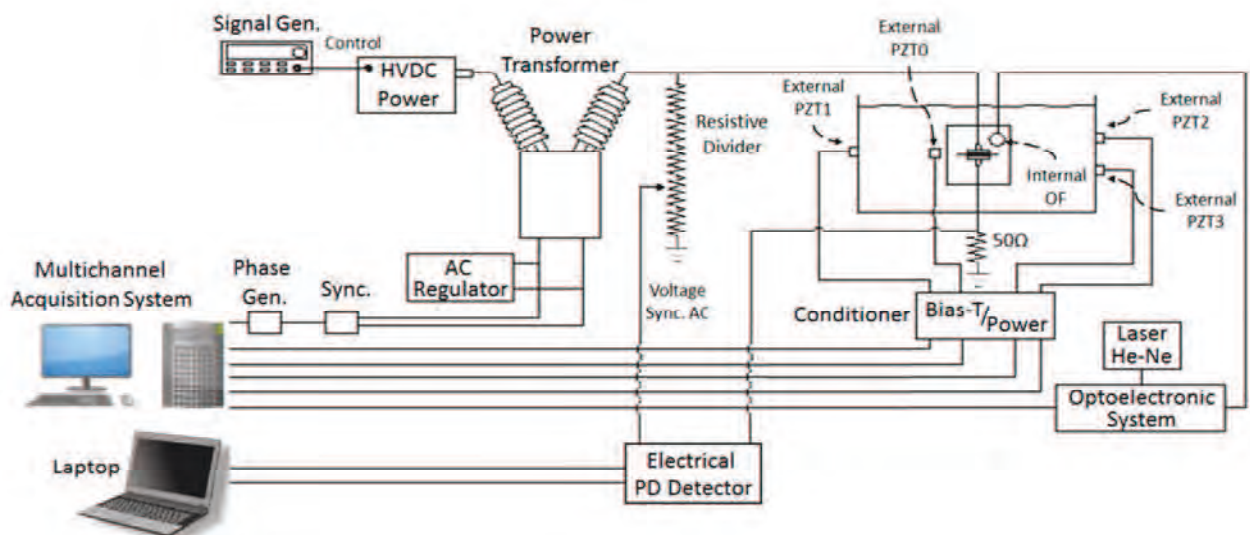 Signal Gen.
Control
HVDC
Power
Power
Transformer
Resistive
Divider
External
PZT1
External
PZT0
External
PZT2
Internal
OF
External
PZT3
50Ω
AC
Regulator
Voltage
Sync. AC
Multichannel
Acquisition System
Phase
Gen.
Sync.
Conditioner
Bias-T/Power
Laser
He-Ne
Optoelectronic
System
Laptop
Electrical
PD Detector